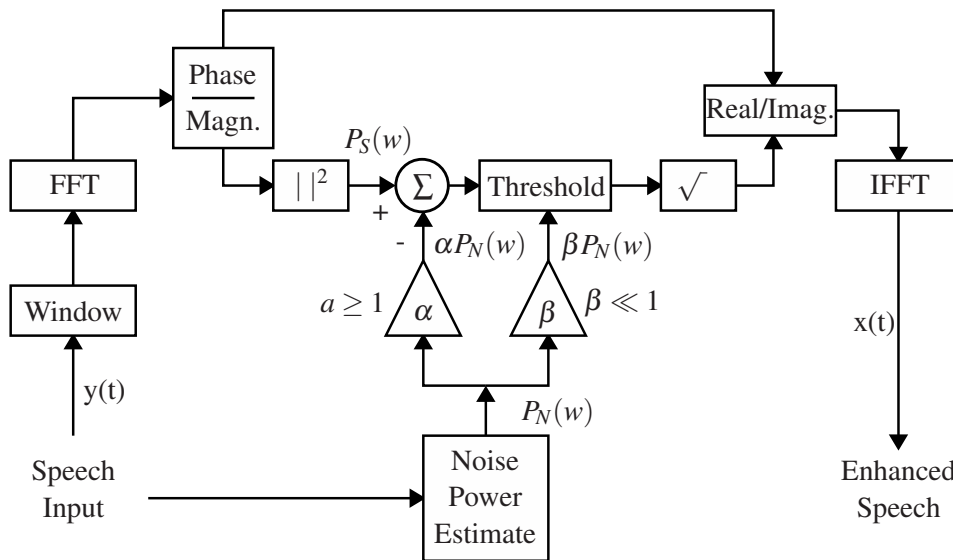 Phase
Magn.
Real/Imag.
P_S(w)
FFT
| |²
Σ
Threshold
√
IFFT
+
-
αP_N(w)
βP_N(w)
Window
a ≥ 1
α
β
β ≪ 1
x(t)
y(t)
P_N(w)
Speech
Input
Noise
Power
Estimate
Enhanced
Speech